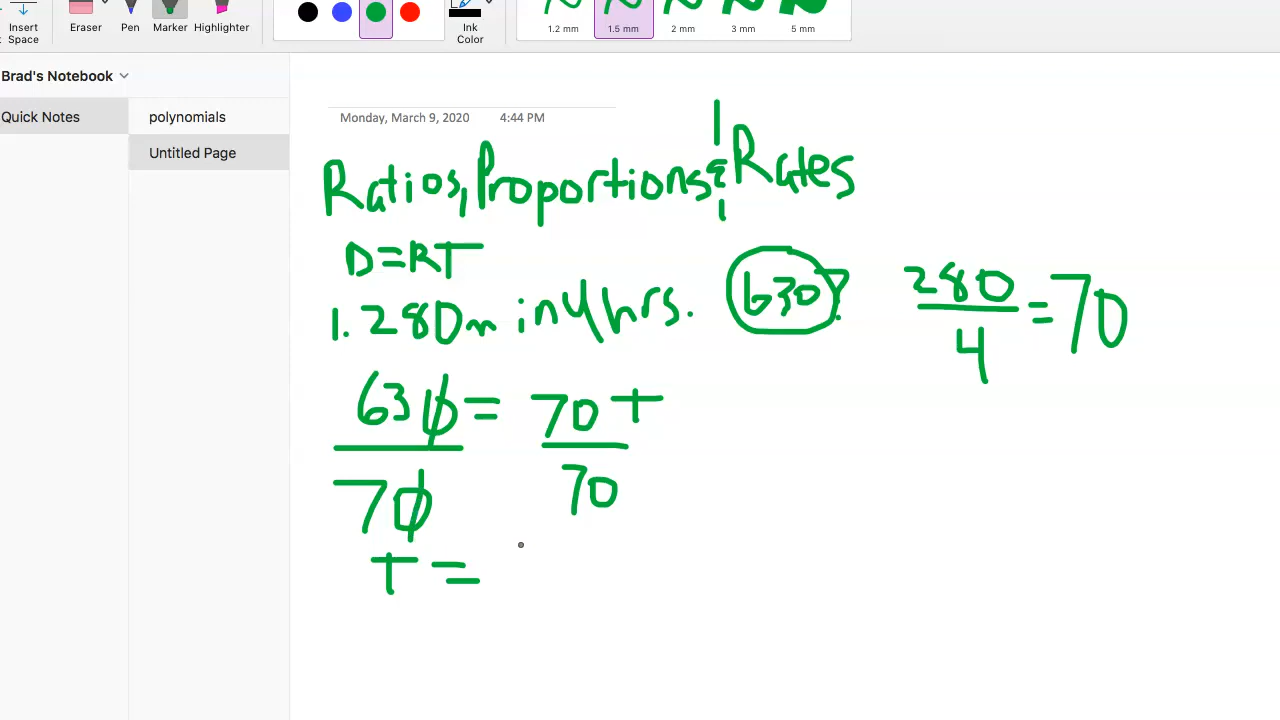 Insert Space
Eraser
Pen
Marker
Highlighter
Ink Color
1.2 mm
1.5 mm
2 mm
3 mm
5 mm
Brad's Notebook
Quick Notes
polynomials
Untitled Page
Monday, March 9, 2020 4:44 PM
Ratios, Proportions & Rates
D=RT
1. 280m in 4 hrs. 630?
280/4 = 70
630/70 = 70T/70
T =